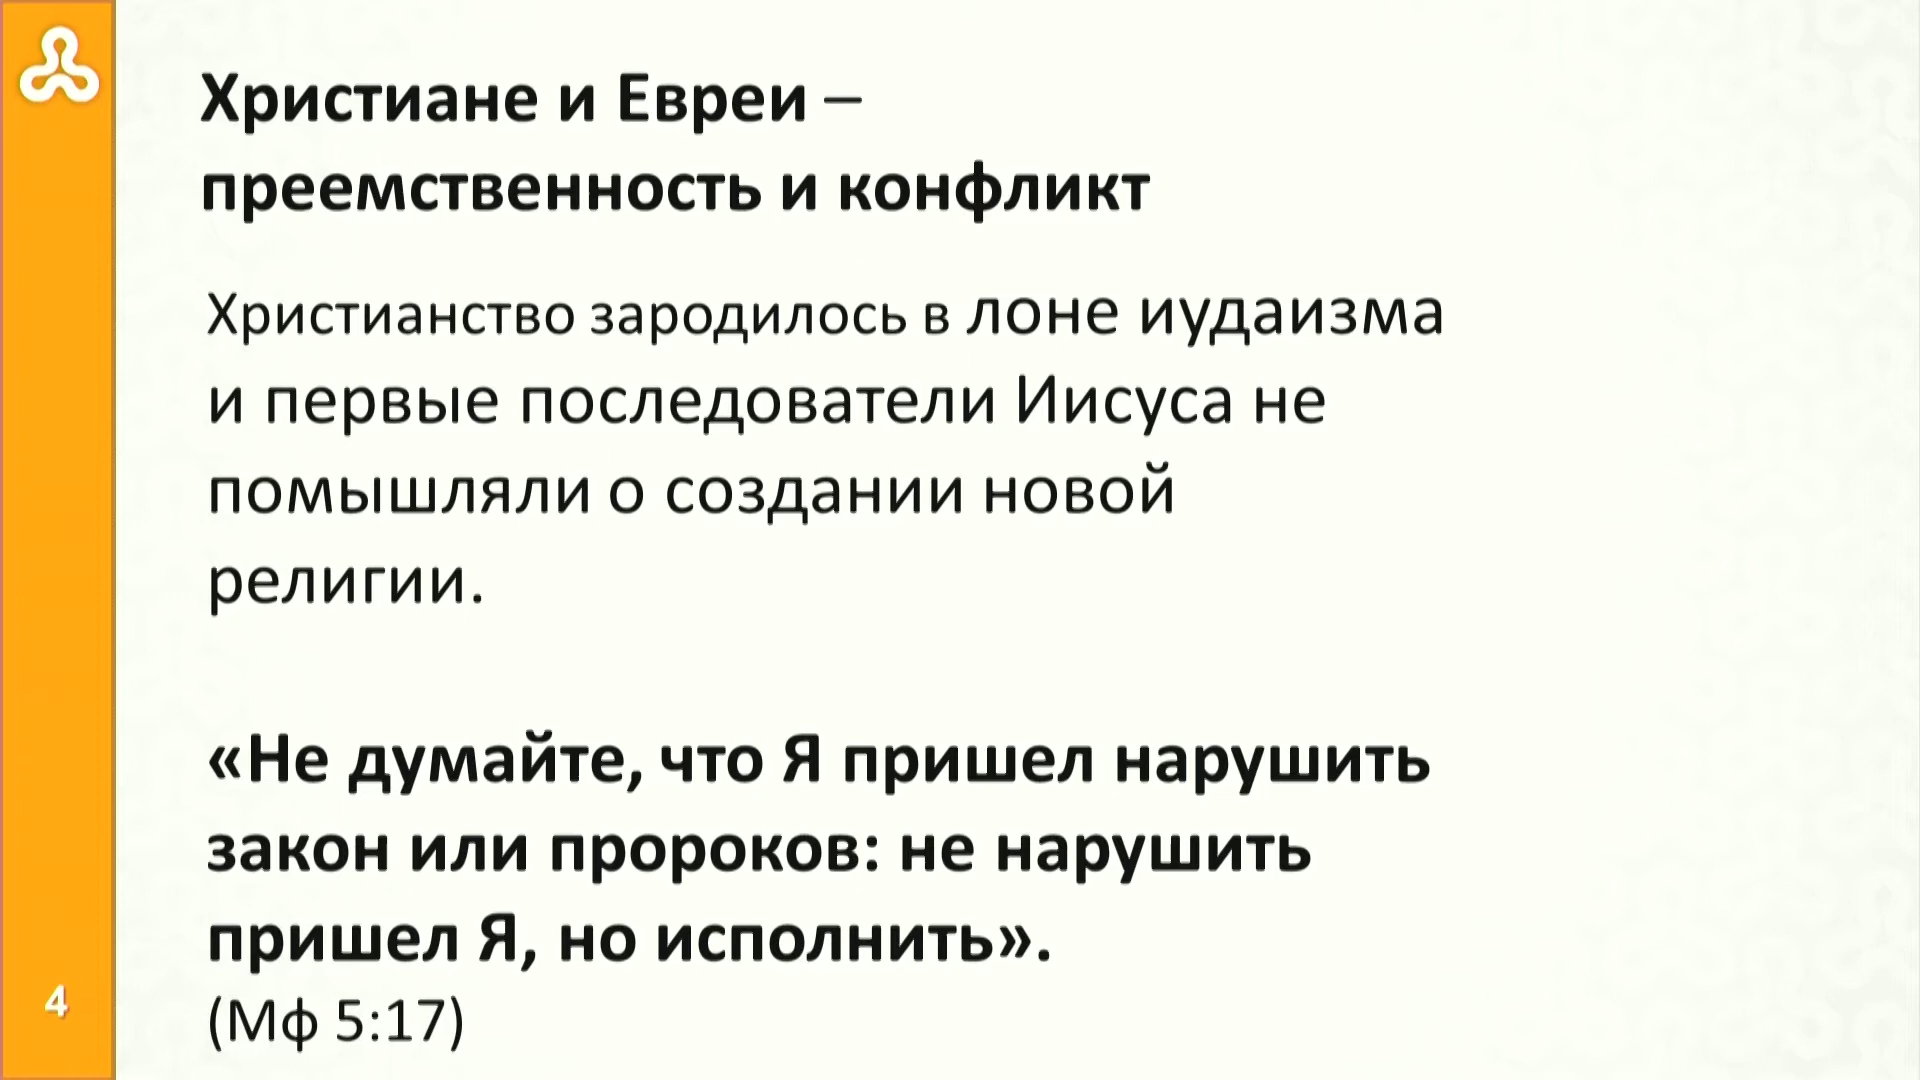 Христиане и Евреи –
преемственность и конфликт
Христианство зародилось в лоне иудаизма
и первые последователи Иисуса не
помышляли о создании новой
религии.
«Не думайте, что Я пришел нарушить
закон или пророков: не нарушить
пришел Я, но исполнить».
(Мф 5:17)
4